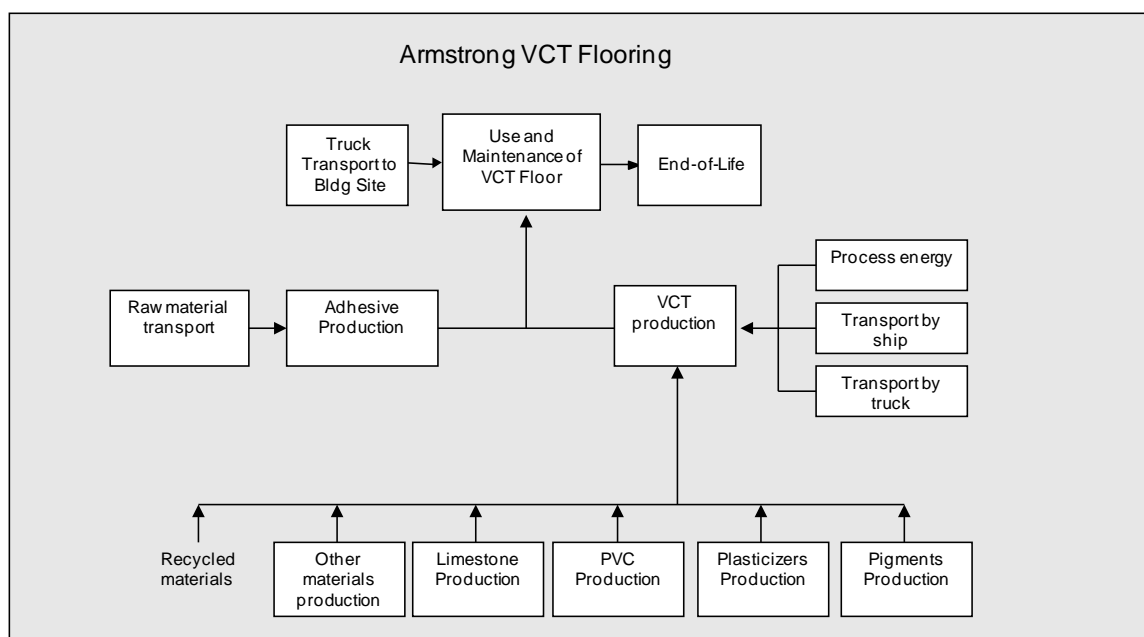 Armstrong VCT Flooring
Truck
Transport to
Bldg Site
Use and
Maintenance of
VCT Floor
End-of-Life
Process energy
Raw material
transport
Adhesive
Production
VCT
production
Transport by
ship
Transport by
truck
Recycled
materials
Other
materials
production
Limestone
Production
PVC
Production
Plasticizers
Production
Pigments
Production